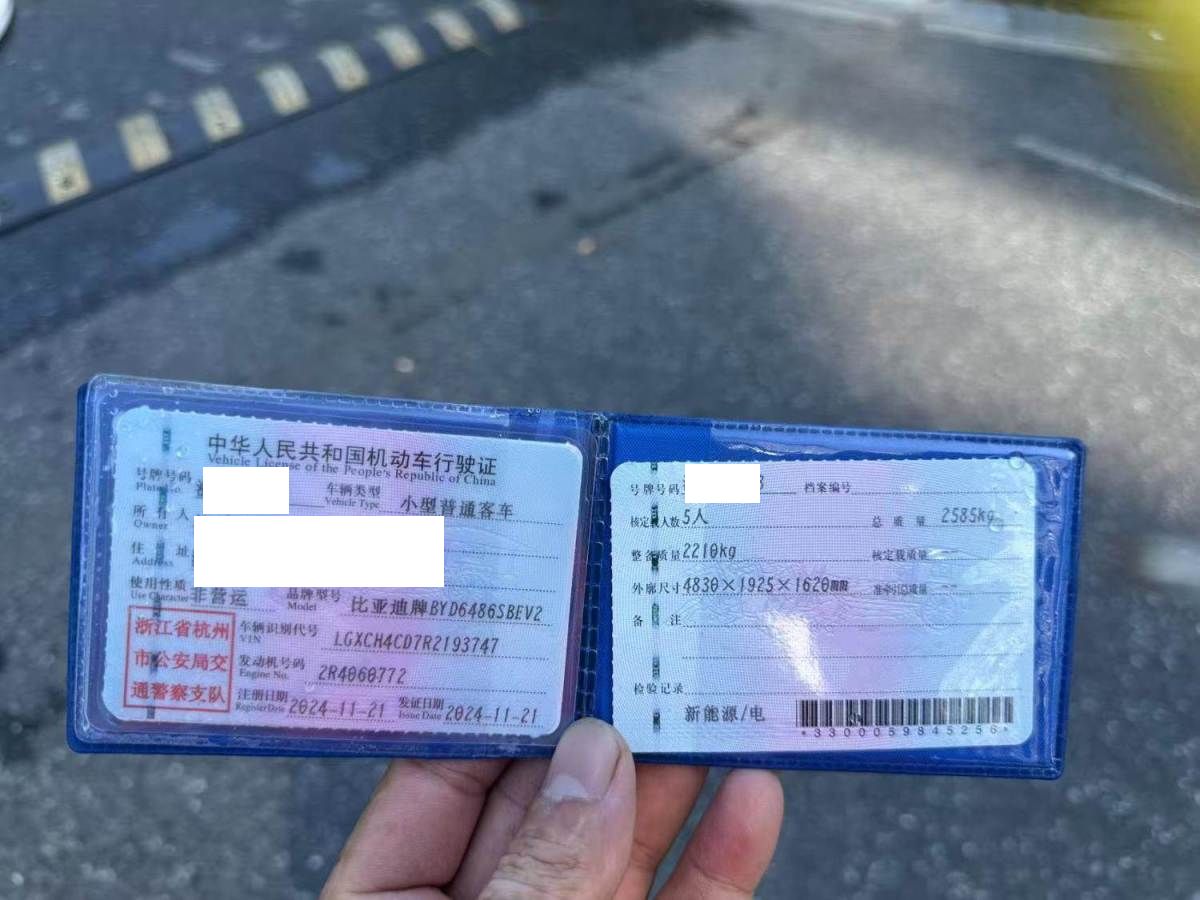 中华人民共和国机动车行驶证
Vehicle License of the People's Republic of China
号牌号码
Plate No.
车辆类型 小型普通客车
Vehicle Type
所有人
Owner
住址
Address
使用性质 非营运
Use Character
品牌型号 比亚迪牌BYD6486SBEV2
Model
浙江省杭州
市公安局交
通警察支队
车辆识别代号 LGXCH4CD7R2193747
VIN
发动机号码 2R4060772
Engine No.
注册日期 2024-11-21
Register Date
发证日期 2024-11-21
Issue Date
号牌号码
档案编号
核定载人数 5人
总质量 2585kg
整备质量 2210kg
核定载质量 --
外廓尺寸 4830×1925×1620mm
准牵引总质量 --
备注
检验记录
新能源/电
*3300059845256*